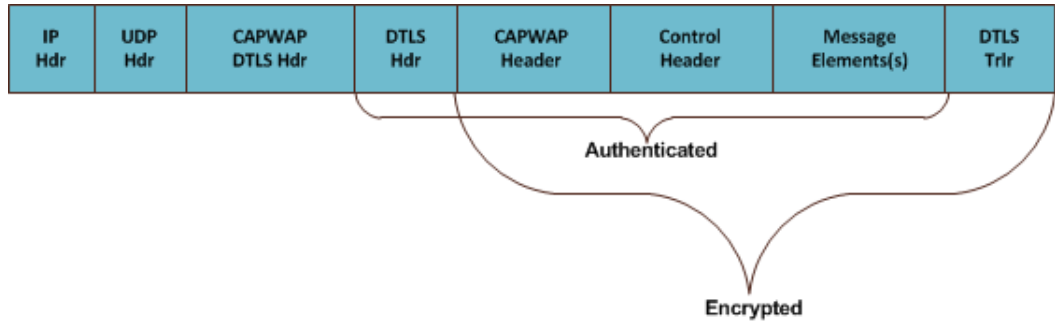 IP
Hdr
UDP
Hdr
CAPWAP
DTLS Hdr
DTLS
Hdr
CAPWAP
Header
Control
Header
Message
Elements(s)
DTLS
Trlr
Authenticated
Encrypted